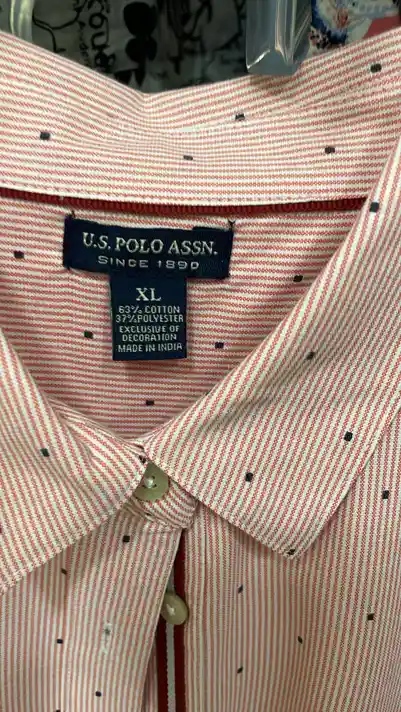 U.S. POLO ASSN.
SINCE 1890
XL
63% COTTON
37% POLYESTER
EXCLUSIVE OF
DECORATION
MADE IN INDIA